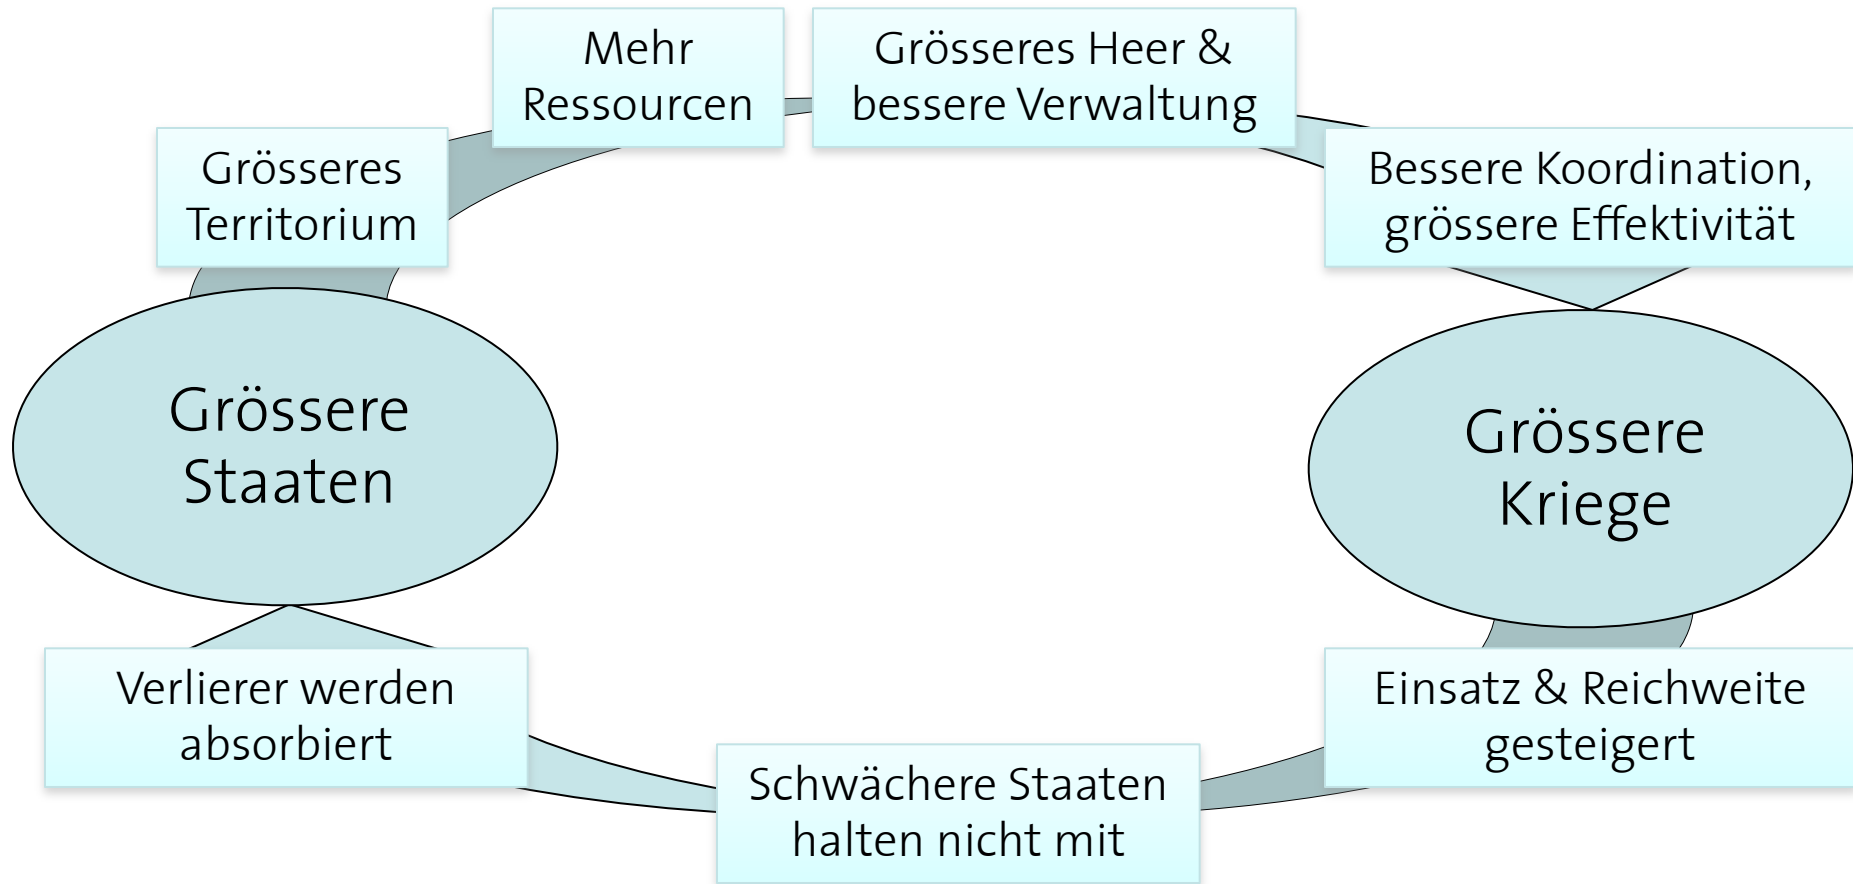 Mehr
Ressourcen
Grösseres Heer &
bessere Verwaltung
Grösseres
Territorium
Bessere Koordination,
grössere Effektivität
Grössere
Staaten
Grössere
Kriege
Verlierer werden
absorbiert
Einsatz & Reichweite
gesteigert
Schwächere Staaten
halten nicht mit